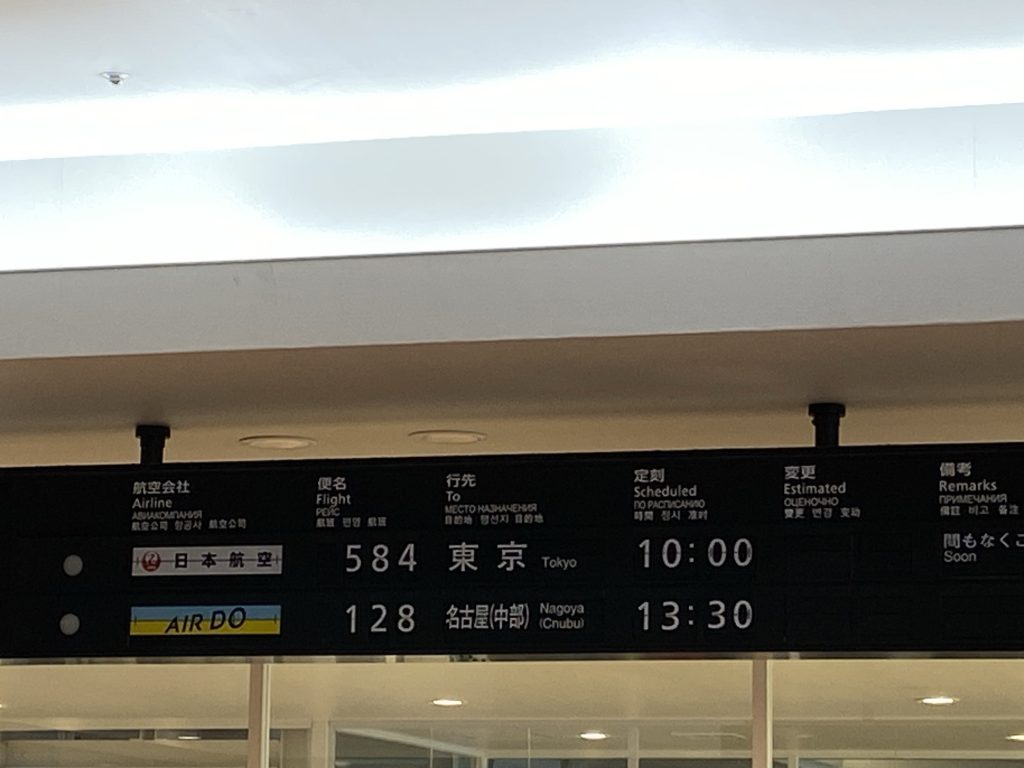 航空会社 便名 行先 定刻 変更 備考
Airline Flight To Scheduled Estimated Remarks
АВИАКОМПАНИЯ РЕЙС МЕСТО НАЗНАЧЕНИЯ ПО РАСПИСАНИЮ ОЦЕНОЧНО ПРИМЕЧАНИЯ
航空公司 항공사 航空公司 航班 편명 航班 目的地 행선지 目的地 時間 정시 准时 變更 변경 变动 備註 비고 备注
日本航空 584 東京 Tokyo 10:00 間もなくご
Soon
AIR DO 128 名古屋(中部) Nagoya 13:30
(Cnubu)